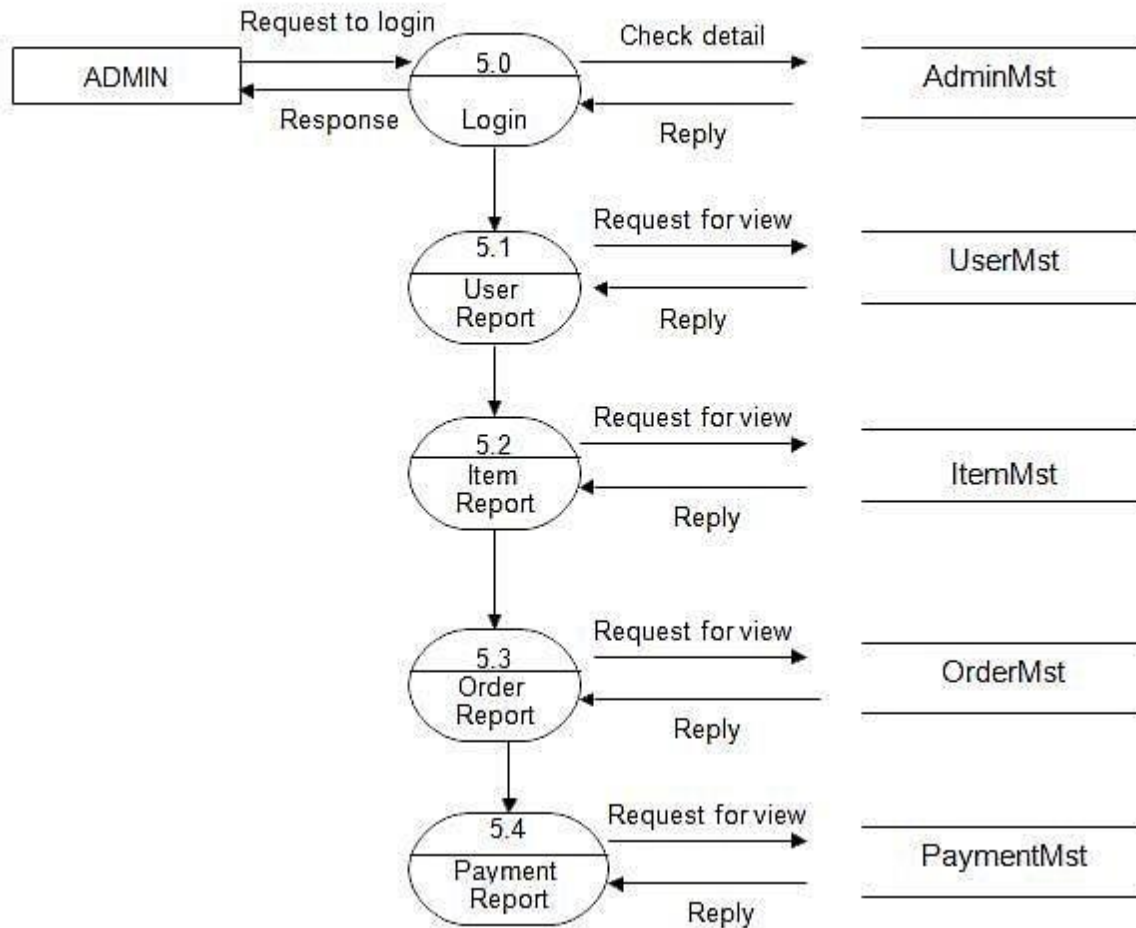 Request to login
Check detail
ADMIN
5.0
Login
AdminMst
Response
Reply
Request for view
5.1
User
Report
UserMst
Reply
Request for view
5.2
Item
Report
ItemMst
Reply
Request for view
5.3
Order
Report
OrderMst
Reply
Request for view
5.4
Payment
Report
PaymentMst
Reply